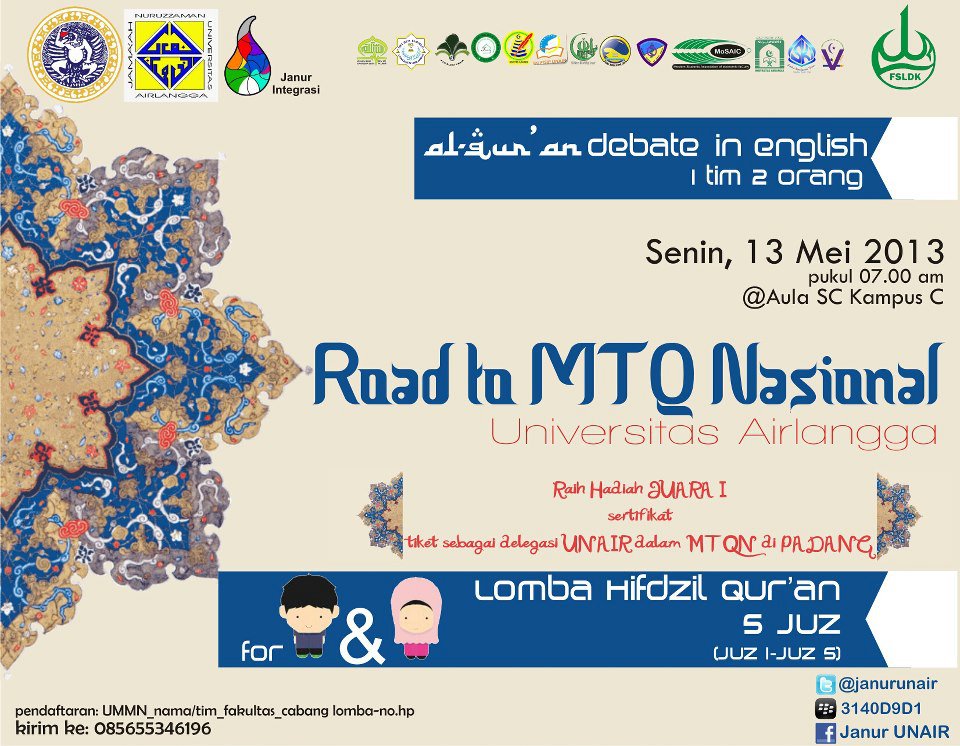 JAMAAH NURUZZAMAN UNIVERSITAS AIRLANGGA
Janur
Integrasi
MoSAIC
FSLDK
al-Qur'an debate in english
1 tim 2 orang
Senin, 13 Mei 2013
pukul 07.00 am
@Aula SC Kampus C
Road to MTQ Nasional
Universitas Airlangga
Raih Hadiah JUARA I
sertifikat
tiket sebagai delegasi UNAIR dalam MTQN di PADANG
Lomba Hifdzil Qur'an
5 Juz
(Juz 1-Juz 5)
for
&
@janurunair
3140D9D1
Janur UNAIR
pendaftaran: UMMN_nama/tim_fakultas_cabang lomba-no.hp
kirim ke: 085655346196